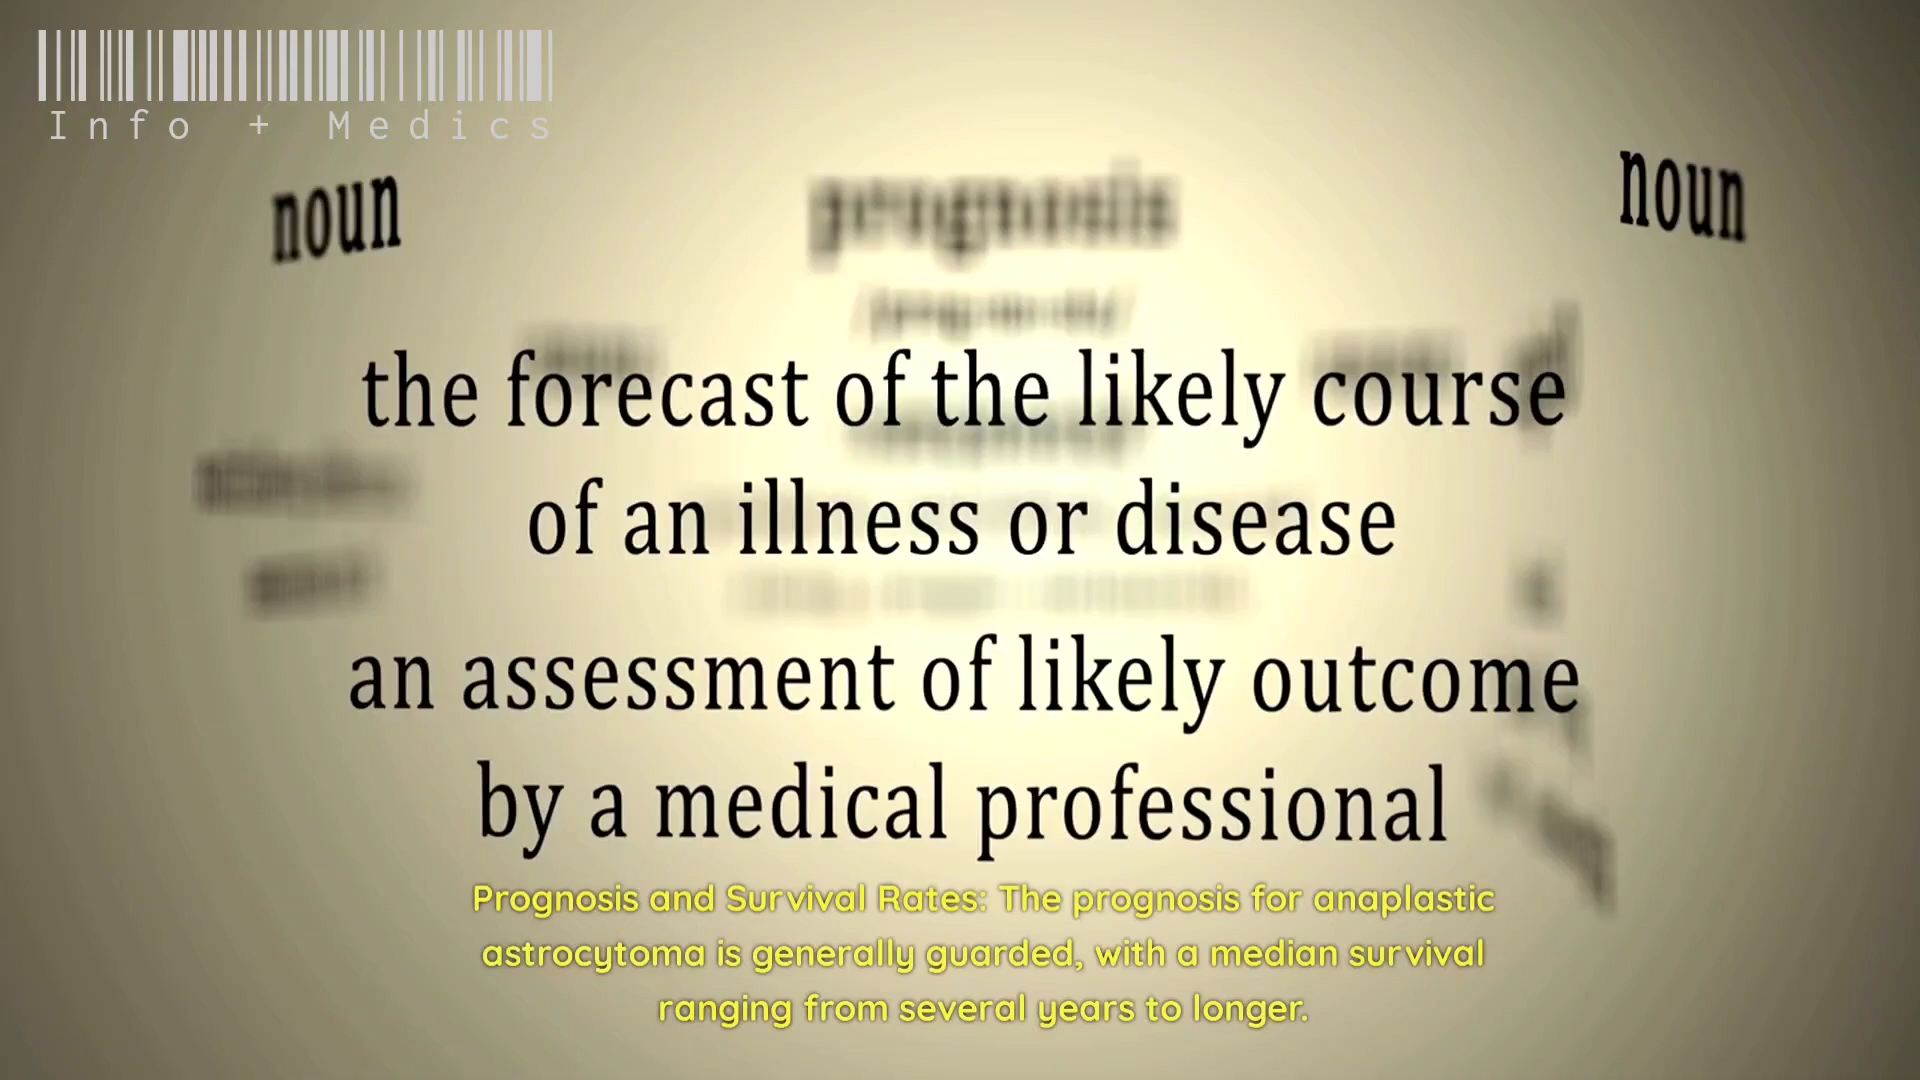 Info + Medics
noun
prognosis
noun
the forecast of the likely course
of an illness or disease
an assessment of likely outcome
by a medical professional
Prognosis and Survival Rates: The prognosis for anaplastic
astrocytoma is generally guarded, with a median survival
ranging from several years to longer.